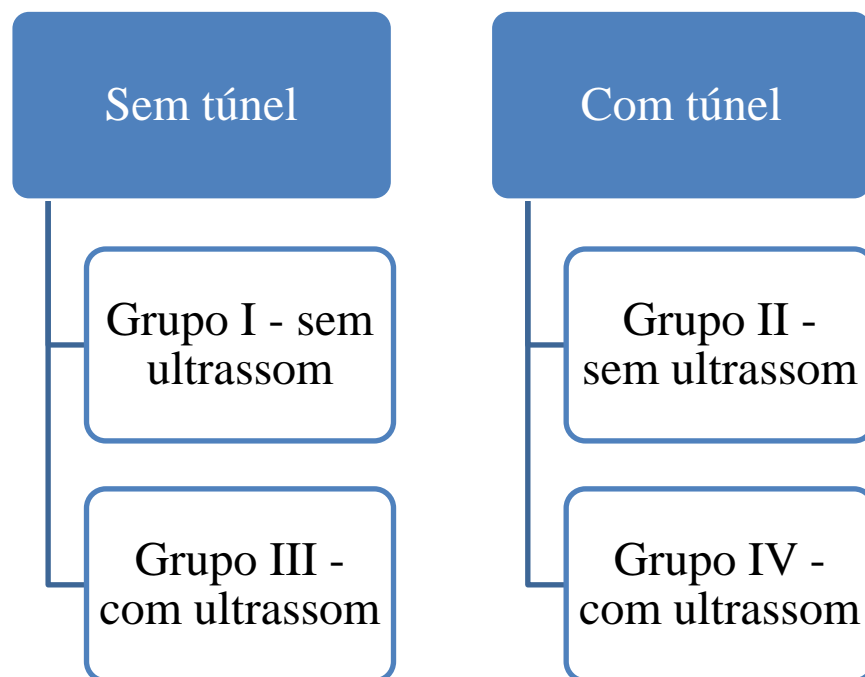 Sem túnel
Grupo I - sem
ultrassom
Grupo III -
com ultrassom
Com túnel
Grupo II -
sem ultrassom
Grupo IV -
com ultrassom